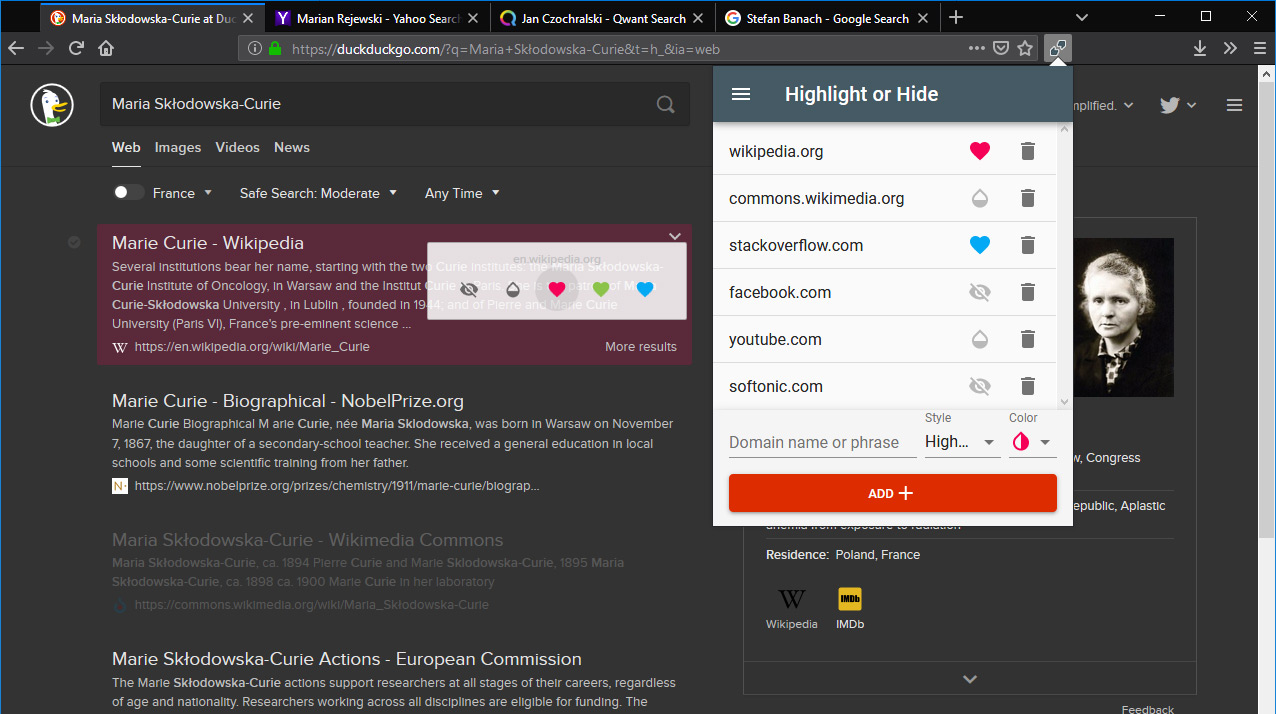 Maria Skłodowska-Curie at Duc
Marian Rejewski - Yahoo Search
Jan Czochralski - Qwant Search
Stefan Banach - Google Search
https://duckduckgo.com/?q=Maria+Skłodowska-Curie&t=h_&ia=web
Maria Skłodowska-Curie
mplified.
Web Images Videos News
France Safe Search: Moderate Any Time
Marie Curie - Wikipedia
Several institutions bear her name, starting with the two Curie institutes: the Maria Skłodowska-
Curie Institute of Oncology, in Warsaw and the Institut Curie in Paris. She is the patron of Maria
Curie-Skłodowska University , in Lublin , founded in 1944, and of Pierre and Marie Curie
University (Paris VI), France's pre-eminent science ...
W https://en.wikipedia.org/wiki/Marie_Curie More results
en.wikipedia.org
Marie Curie - Biographical - NobelPrize.org
Marie Curie Biographical M arie Curie, née Maria Sklodowska, was born in Warsaw on November
7, 1867, the daughter of a secondary-school teacher. She received a general education in local
schools and some scientific training from her father.
N https://www.nobelprize.org/prizes/chemistry/1911/marie-curie/biograp...
Maria Skłodowska-Curie - Wikimedia Commons
Maria Skłodowska-Curie, ca. 1894 Pierre Curie and Marie Sklodowska-Curie, 1895 Maria
Skłodowska-Curie, ca. 1898 ca. 1900 Marie Curie in her laboratory
https://commons.wikimedia.org/wiki/Maria_Skłodowska-Curie
Marie Skłodowska-Curie Actions - European Commission
The Marie Skłodowska-Curie actions support researchers at all stages of their careers, regardless
of age and nationality. Researchers working across all disciplines are eligible for funding. The
Highlight or Hide
wikipedia.org
commons.wikimedia.org
stackoverflow.com
facebook.com
youtube.com
softonic.com
Style Color
Domain name or phrase High...
ADD
w, Congress
epublic, Aplastic
anemia from exposure to radiation
Residence: Poland, France
W IMDb
Wikipedia IMDb
Feedback